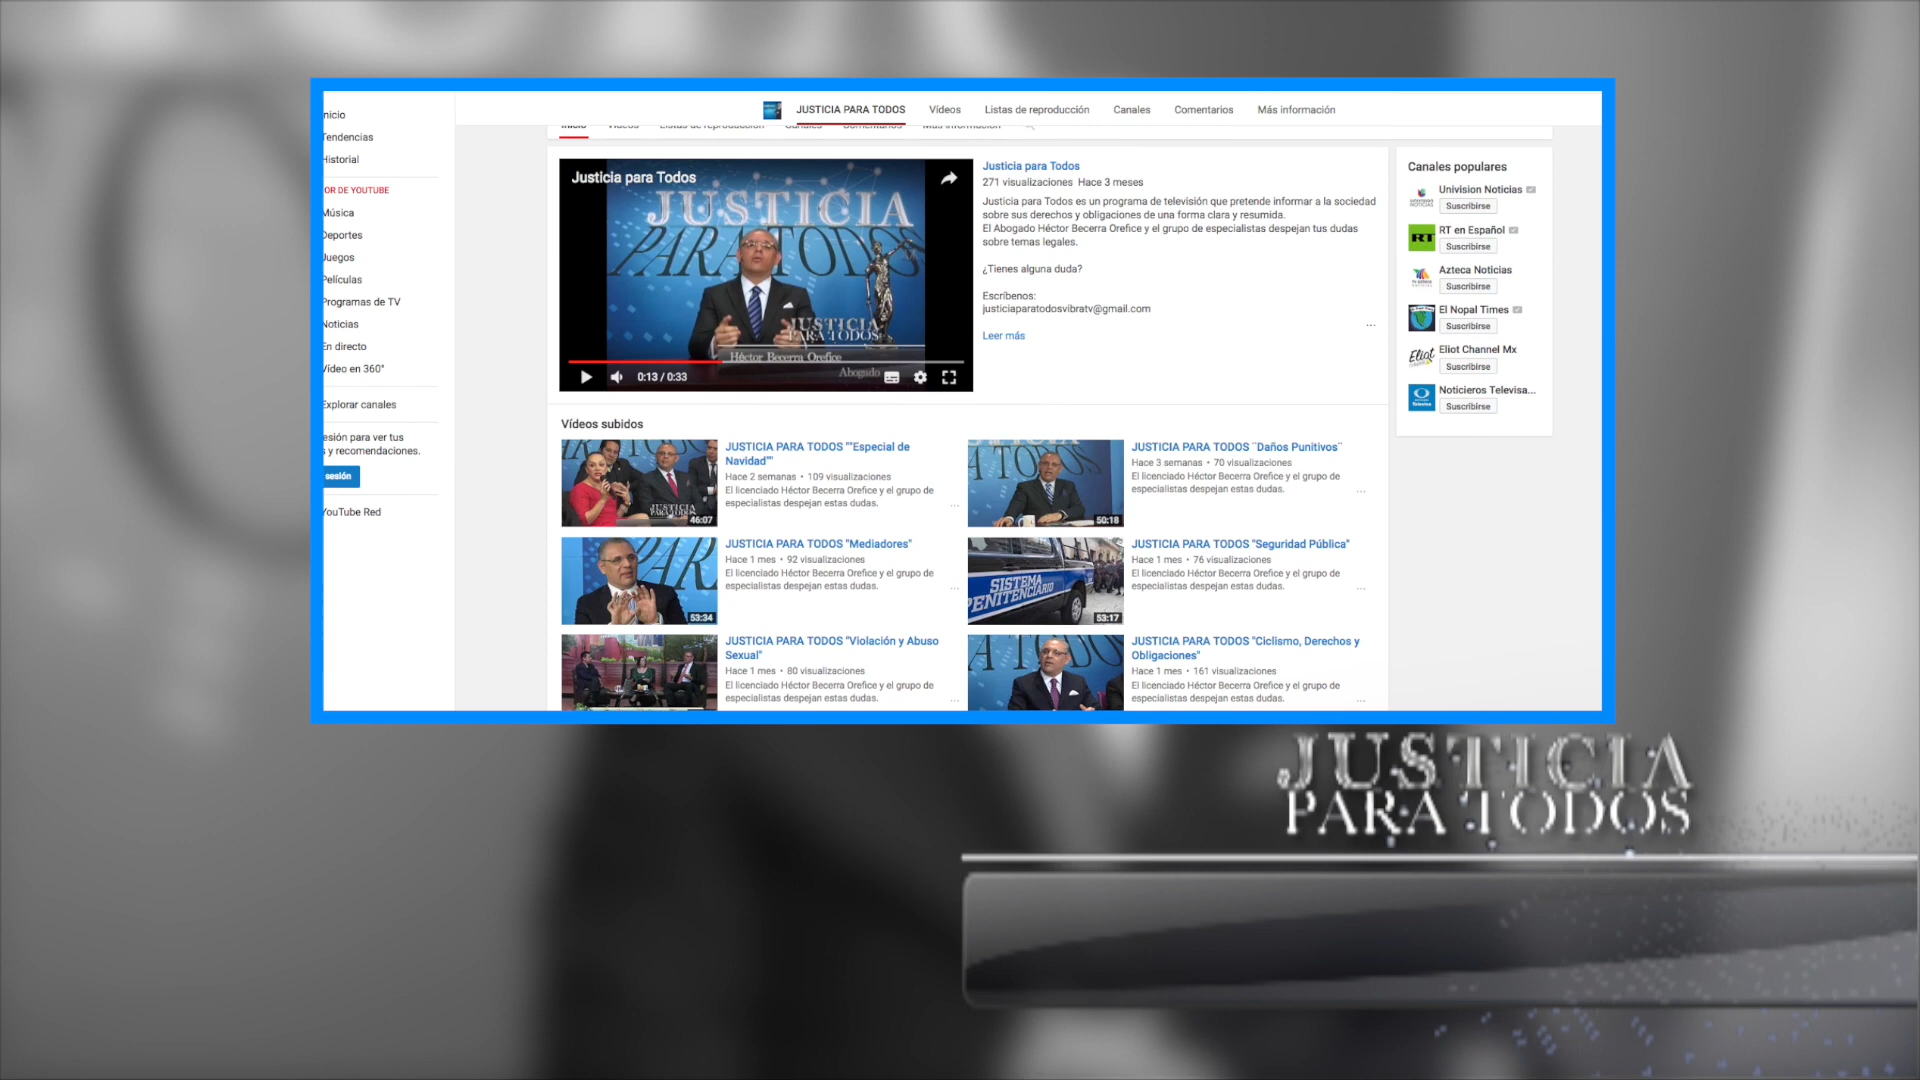 JUSTICIA PARA TODOS
Vídeos
Listas de reproducción
Canales
Comentarios
Más información
nicio
Tendencias
Historial
OR DE YOUTUBE
Música
Deportes
Juegos
Películas
Programas de TV
Noticias
En directo
Vídeo en 360°
Explorar canales
esión para ver tus
s y recomendaciones.
sesión
YouTube Red
Justicia para Todos
JUSTICIA
PARA TODOS
JUSTICIA
PARA TODOS
Héctor Becerra Orefice
Abogado
0:13 / 0:33
Justicia para Todos
271 visualizaciones Hace 3 meses
Justicia para Todos es un programa de televisión que pretende informar a la sociedad
sobre sus derechos y obligaciones de una forma clara y resumida.
El Abogado Héctor Becerra Orefice y el grupo de especialistas despejan tus dudas
sobre temas legales.
¿Tienes alguna duda?
Escríbenos:
justiciaparatodosvibratv@gmail.com
...
Leer más
Canales populares
Univision Noticias
Suscribirse
RT
RT en Español
Suscribirse
Azteca Noticias
Suscribirse
El Nopal Times
Suscribirse
Eliot
Eliot Channel Mx
Suscribirse
Noticieros Televisa...
Suscribirse
Vídeos subidos
46:07
JUSTICIA PARA TODOS ""Especial de
Navidad""
Hace 2 semanas • 109 visualizaciones
El licenciado Héctor Becerra Orefice y el grupo de
especialistas despejan estas dudas.
...
50:18
JUSTICIA PARA TODOS ¨Daños Punitivos¨
Hace 3 semanas • 70 visualizaciones
El licenciado Héctor Becerra Orefice y el grupo de
especialistas despejan estas dudas.
...
53:34
JUSTICIA PARA TODOS "Mediadores"
Hace 1 mes • 92 visualizaciones
El licenciado Héctor Becerra Orefice y el grupo de
especialistas despejan estas dudas.
...
SISTEMA
PENITENCIARIO
53:17
JUSTICIA PARA TODOS "Seguridad Pública"
Hace 1 mes • 76 visualizaciones
El licenciado Héctor Becerra Orefice y el grupo de
especialistas despejan estas dudas.
...
JUSTICIA PARA TODOS "Violación y Abuso
Sexual"
Hace 1 mes • 80 visualizaciones
El licenciado Héctor Becerra Orefice y el grupo de
especialistas despejan estas dudas.
...
JUSTICIA PARA TODOS "Ciclismo, Derechos y
Obligaciones"
Hace 1 mes • 161 visualizaciones
El licenciado Héctor Becerra Orefice y el grupo de
especialistas despejan estas dudas.
...
JUSTICIA
PARA TODOS